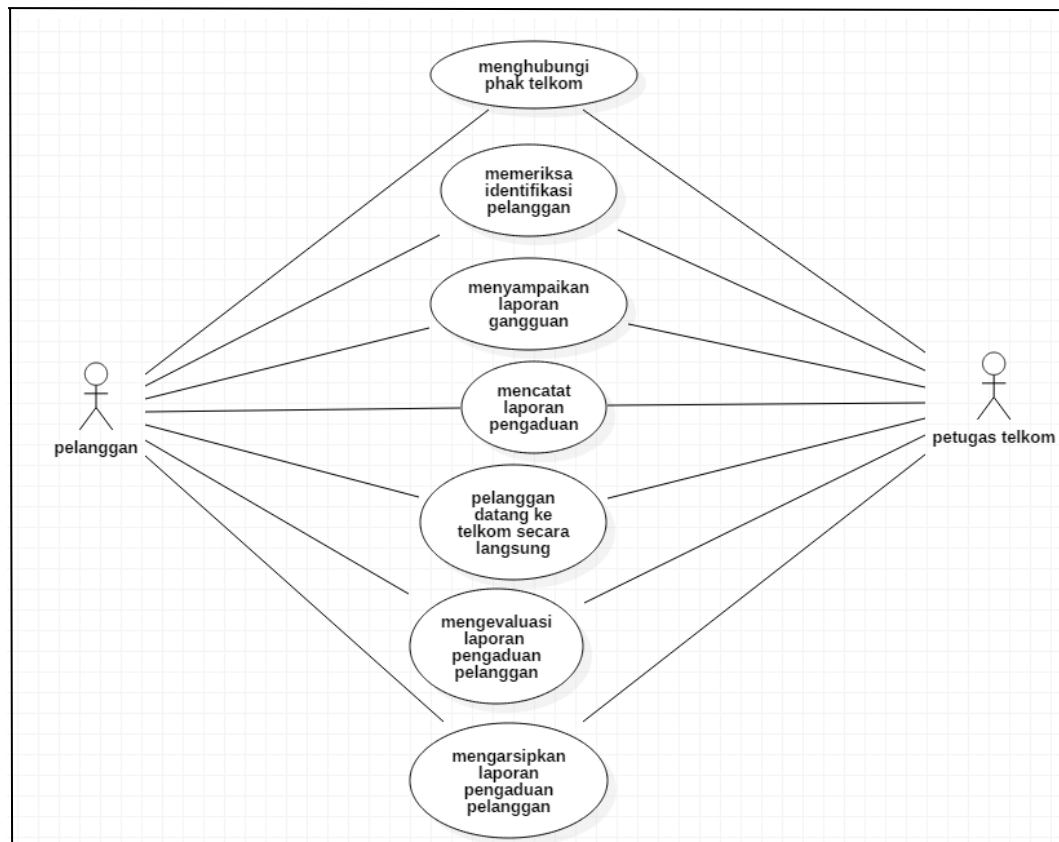 menghubungi
phak telkom
memeriksa
identifikasi
pelanggan
menyampaikan
laporan
gangguan
mencatat
laporan
pengaduan
pelanggan
petugas telkom
pelanggan
datang ke
telkom secara
langsung
mengevaluasi
laporan
pengaduan
pelanggan
mengarsipkan
laporan
pengaduan
pelanggan